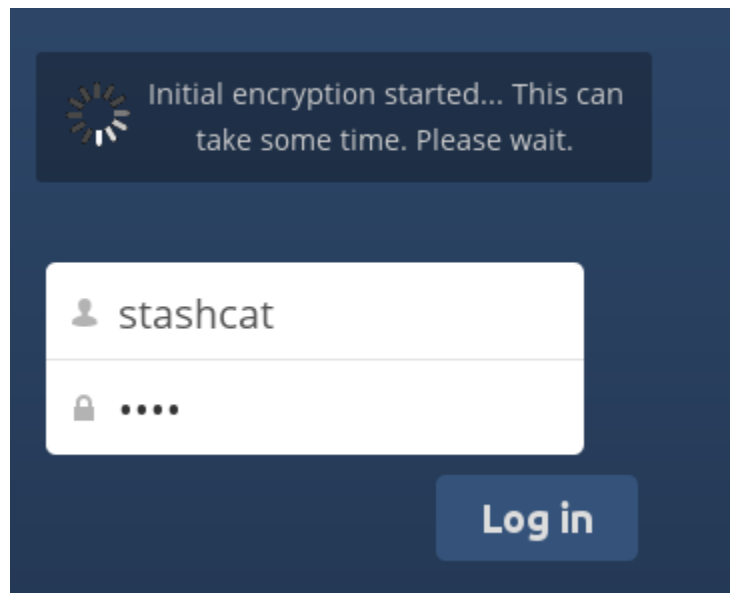 Initial encryption started... This can
take some time. Please wait.
stashcat
••••
Log in